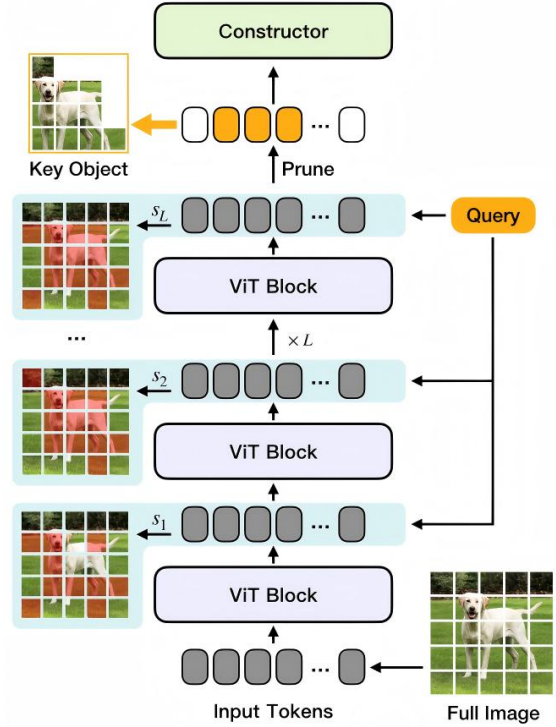 Constructor
...
Key Object
Prune
s_L
...
Query
ViT Block
...
× L
s_2
...
ViT Block
s_1
...
ViT Block
...
Input Tokens
Full Image